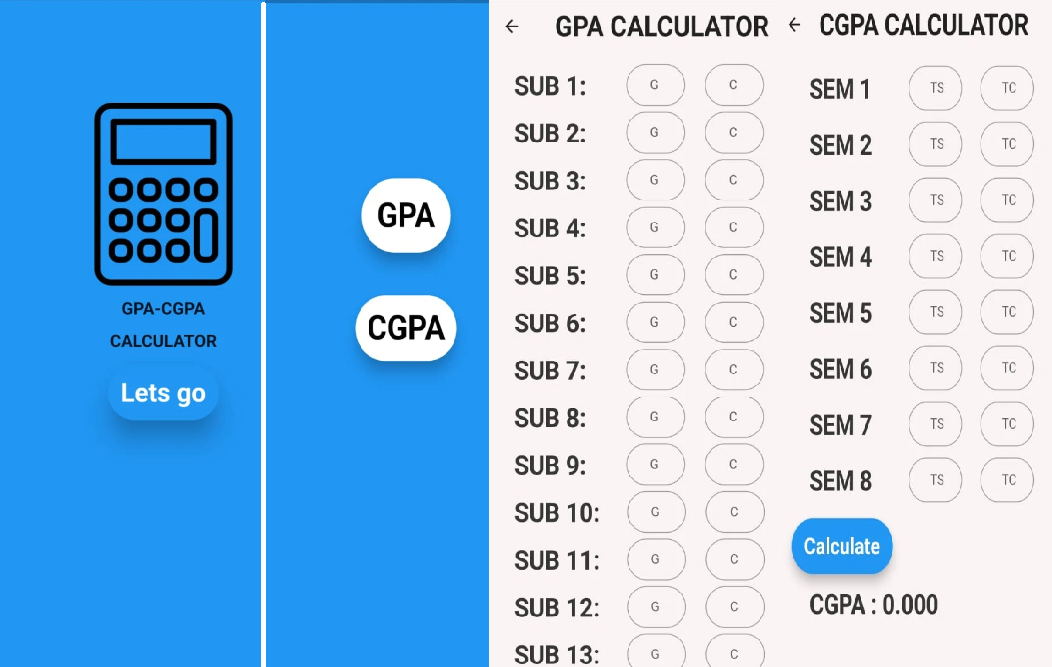 GPA-CGPA
CALCULATOR
Lets go
GPA
CGPA
GPA CALCULATOR
SUB 1: G C
SUB 2: G C
SUB 3: G C
SUB 4: G C
SUB 5: G C
SUB 6: G C
SUB 7: G C
SUB 8: G C
SUB 9: G C
SUB 10: G C
SUB 11: G C
SUB 12: G C
SUB 13: G C
CGPA CALCULATOR
SEM 1 TS TC
SEM 2 TS TC
SEM 3 TS TC
SEM 4 TS TC
SEM 5 TS TC
SEM 6 TS TC
SEM 7 TS TC
SEM 8 TS TC
Calculate
CGPA : 0.000